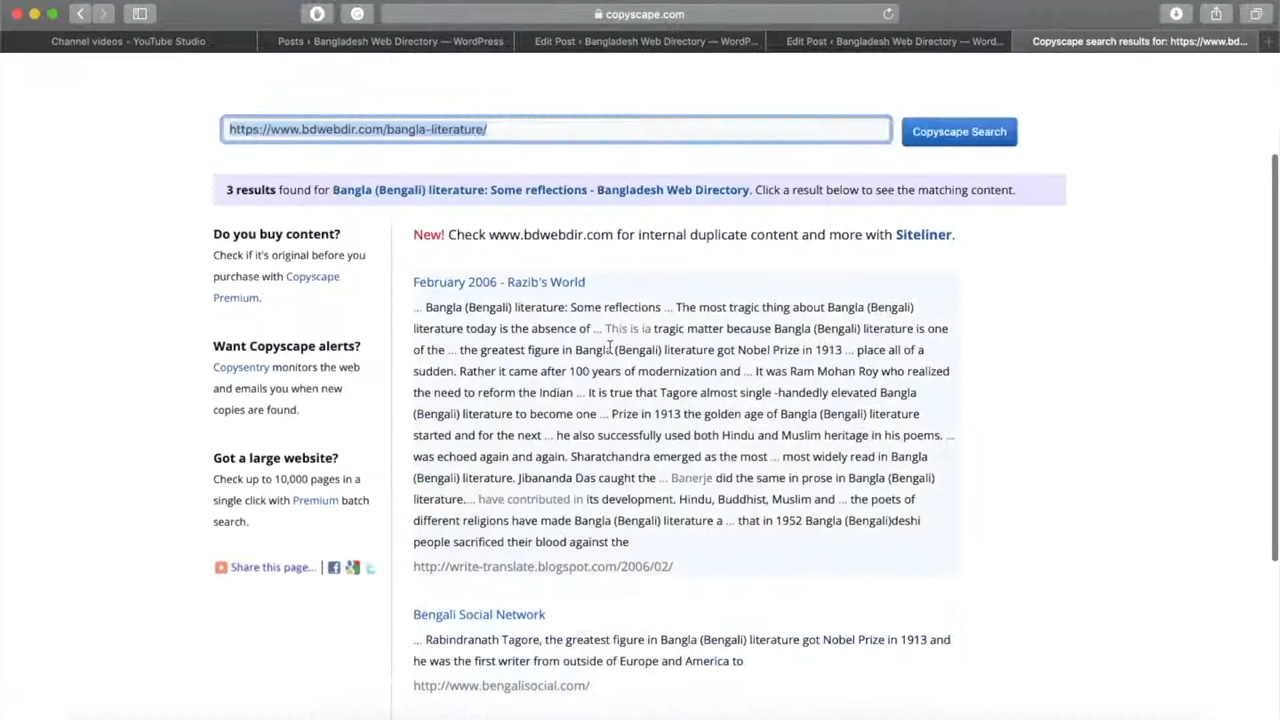 copyscape.com
Channel videos - YouTube Studio
Posts ‹ Bangladesh Web Directory — WordPress
Edit Post ‹ Bangladesh Web Directory — WordP...
Edit Post ‹ Bangladesh Web Directory — Word...
Copyscape search results for: https://www.bd...
https://www.bdwebdir.com/bangla-literature/
Copyscape Search
3 results found for Bangla (Bengali) literature: Some reflections - Bangladesh Web Directory. Click a result below to see the matching content.
Do you buy content?
Check if it's original before you
purchase with Copyscape
Premium.
Want Copyscape alerts?
Copysentry monitors the web
and emails you when new
copies are found.
Got a large website?
Check up to 10,000 pages in a
single click with Premium batch
search.
Share this page...
New! Check www.bdwebdir.com for internal duplicate content and more with Siteliner.
February 2006 - Razib's World
... Bangla (Bengali) literature: Some reflections ... The most tragic thing about Bangla (Bengali)
literature today is the absence of ... This is ia tragic matter because Bangla (Bengali) literature is one
of the ... the greatest figure in Bangla (Bengali) literature got Nobel Prize in 1913 ... place all of a
sudden. Rather it came after 100 years of modernization and ... It was Ram Mohan Roy who realized
the need to reform the Indian ... It is true that Tagore almost single -handedly elevated Bangla
(Bengali) literature to become one ... Prize in 1913 the golden age of Bangla (Bengali) literature
started and for the next ... he also successfully used both Hindu and Muslim heritage in his poems. ...
was echoed again and again. Sharatchandra emerged as the most ... most widely read in Bangla
(Bengali) literature. Jibananda Das caught the ... Banerje did the same in prose in Bangla (Bengali)
literature.... have contributed in its development. Hindu, Buddhist, Muslim and ... the poets of
different religions have made Bangla (Bengali) literature a ... that in 1952 Bangla (Bengali)deshi
people sacrificed their blood against the
http://write-translate.blogspot.com/2006/02/
Bengali Social Network
... Rabindranath Tagore, the greatest figure in Bangla (Bengali) literature got Nobel Prize in 1913 and
he was the first writer from outside of Europe and America to
http://www.bengalisocial.com/